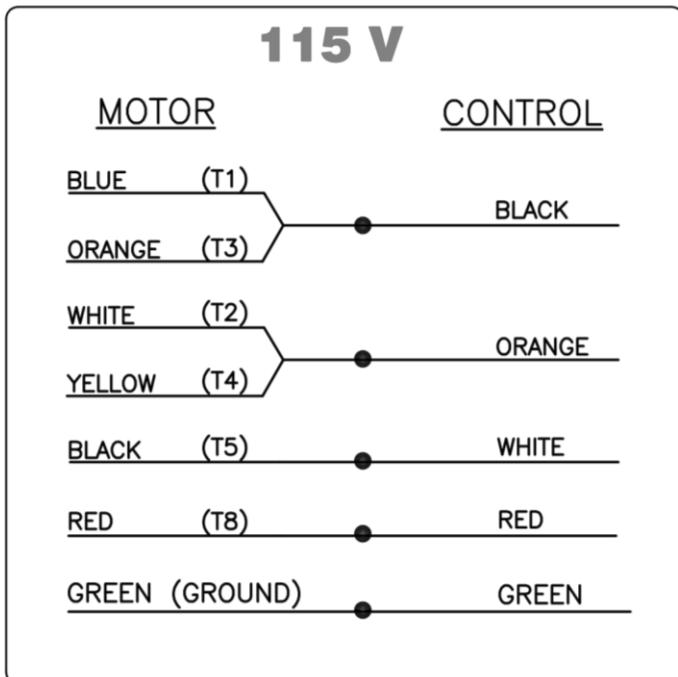 115 V
MOTOR CONTROL
BLUE (T1)
BLACK
ORANGE (T3)
WHITE (T2)
ORANGE
YELLOW (T4)
BLACK (T5) WHITE
RED (T8) RED
GREEN (GROUND) GREEN